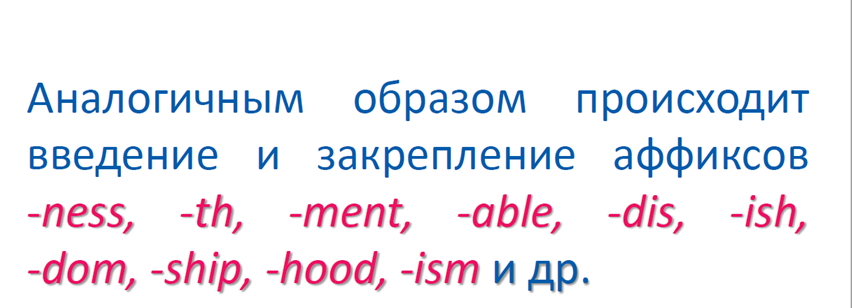 Аналогичным образом происходит
введение и закрепление аффиксов
-ness, -th, -ment, -able, -dis, -ish,
-dom, -ship, -hood, -ism и др.